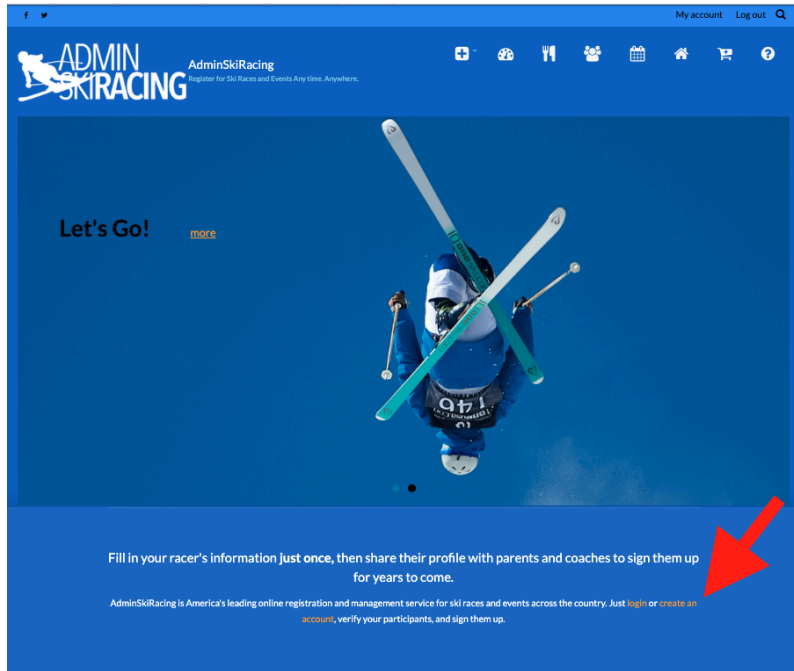 My account Log out
ADMIN
SKIRACING
AdminSkiRacing
Register for Ski Races and Events Any time. Anywhere.
Let's Go! more
one
146
Fill in your racer's information just once, then share their profile with parents and coaches to sign them up
for years to come.
AdminSkiRacing is America's leading online registration and management service for ski races and events across the country. Just login or create an
account, verify your participants, and sign them up.